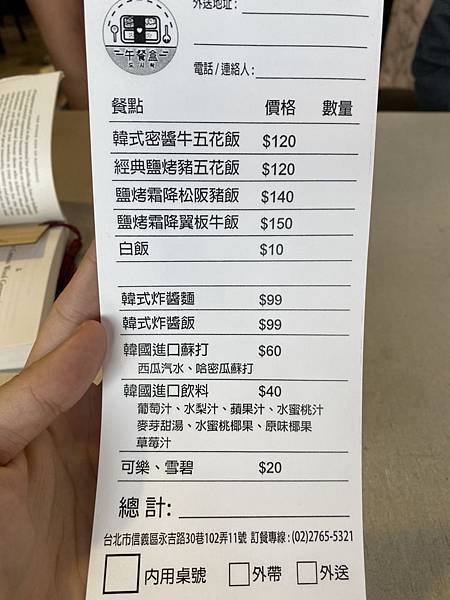 外送地址:
午餐盒
電話/連絡人:
餐點 價格 數量
韓式密醬牛五花飯 $120
經典鹽烤豬五花飯 $120
鹽烤霜降松阪豬飯 $140
鹽烤霜降翼板牛飯 $150
白飯 $10
韓式炸醬麵 $99
韓式炸醬飯 $99
韓國進口蘇打 $60
西瓜汽水、哈密瓜蘇打
韓國進口飲料 $40
葡萄汁、水梨汁、蘋果汁、水蜜桃汁
麥芽甜湯、水蜜桃椰果、原味椰果
草莓汁
可樂、雪碧 $20
總計:
台北市信義區永吉路30巷102弄11號 訂餐專線:(02)2765-5321
內用桌號 外帶 外送